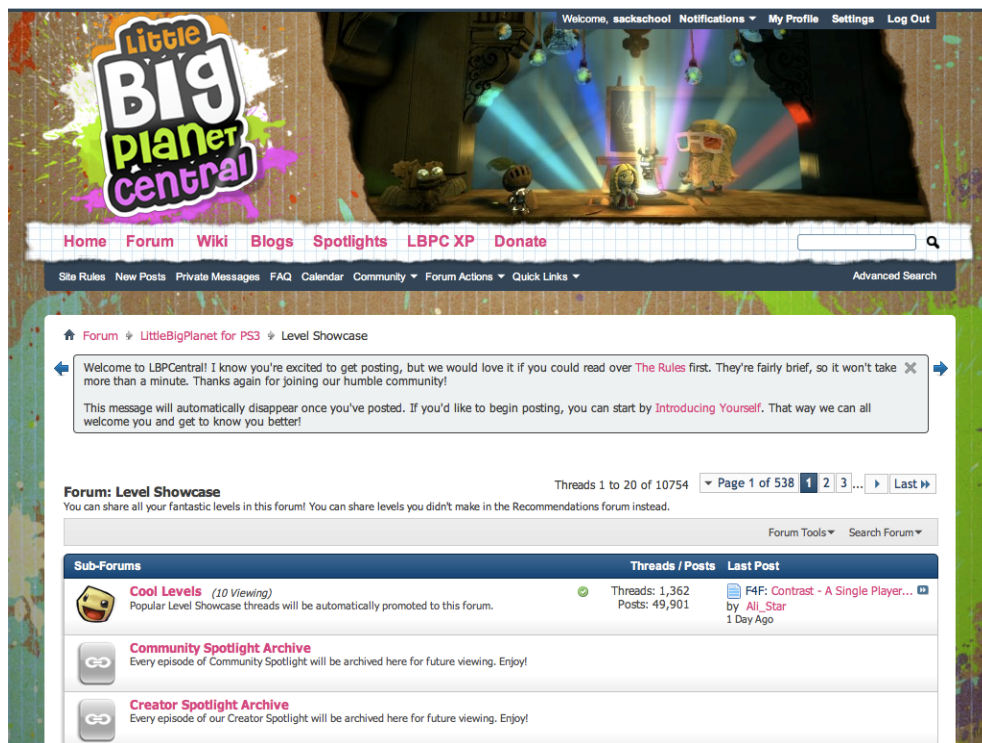 Welcome, sackschool Notifications My Profile Settings Log Out
LITTLE
BIG
PLANET
central
Home Forum Wiki Blogs Spotlights LBPC XP Donate
Site Rules New Posts Private Messages FAQ Calendar Community Forum Actions Quick Links Advanced Search
Forum LittleBigPlanet for PS3 Level Showcase
Welcome to LBPCentral! I know you're excited to get posting, but we would love it if you could read over The Rules first. They're fairly brief, so it won't take
more than a minute. Thanks again for joining our humble community!
This message will automatically disappear once you've posted. If you'd like to begin posting, you can start by Introducing Yourself. That way we can all
welcome you and get to know you better!
Threads 1 to 20 of 10754 Page 1 of 538 1 2 3 ... Last
Forum: Level Showcase
You can share all your fantastic levels in this forum! You can share levels you didn't make in the Recommendations forum instead.
Forum Tools Search Forum
Sub-Forums Threads / Posts Last Post
Cool Levels (10 Viewing) Threads: 1,362 F4F: Contrast - A Single Player...
Popular Level Showcase threads will be automatically promoted to this forum. Posts: 49,901 by Ali_Star
1 Day Ago
Community Spotlight Archive
Every episode of Community Spotlight will be archived here for future viewing. Enjoy!
Creator Spotlight Archive
Every episode of our Creator Spotlight will be archived here for future viewing. Enjoy!